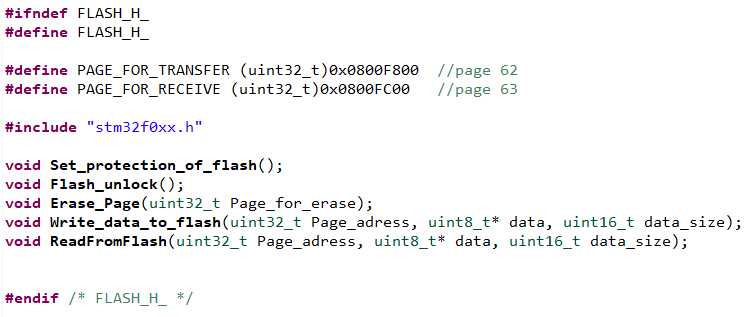 #ifndef FLASH_H_
#define FLASH_H_
#define PAGE_FOR_TRANSFER (uint32_t)0x0800F800 //page 62
#define PAGE_FOR_RECEIVE (uint32_t)0x0800FC00 //page 63
#include "stm32f0xx.h"
void Set_protection_of_flash();
void Flash_unlock();
void Erase_Page(uint32_t Page_for_erase);
void Write_data_to_flash(uint32_t Page_adress, uint8_t* data, uint16_t data_size);
void ReadFromFlash(uint32_t Page_adress, uint8_t* data, uint16_t data_size);
#endif /* FLASH_H_ */